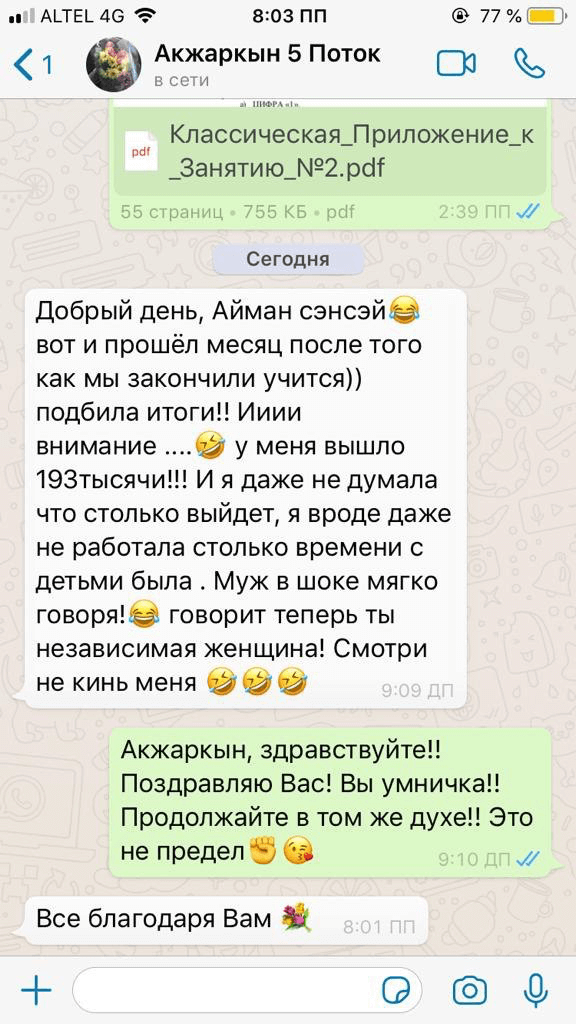 ALTEL 4G 8:03 ПП 77 %
1 Акжаркын 5 Поток
в сети
а) ЦИФРА «1».
pdf Классическая_Приложение_к
_Занятию_№2.pdf
55 страниц • 755 КБ • pdf 2:39 ПП
Сегодня
Добрый день, Айман сэнсэй😂
вот и прошёл месяц после того
как мы закончили учится))
подбила итоги!! Ииии
внимание ....🤣 у меня вышло
193тысячи!!! И я даже не думала
что столько выйдет, я вроде даже
не работала столько времени с
детьми была . Муж в шоке мягко
говоря!😂 говорит теперь ты
независимая женщина! Смотри
не кинь меня 🤣🤣🤣
9:09 ДП
Акжаркын, здравствуйте!!
Поздравляю Вас! Вы умничка!!
Продолжайте в том же духе!! Это
не предел✊😘
9:10 ДП
Все благодаря Вам 💐 8:01 ПП